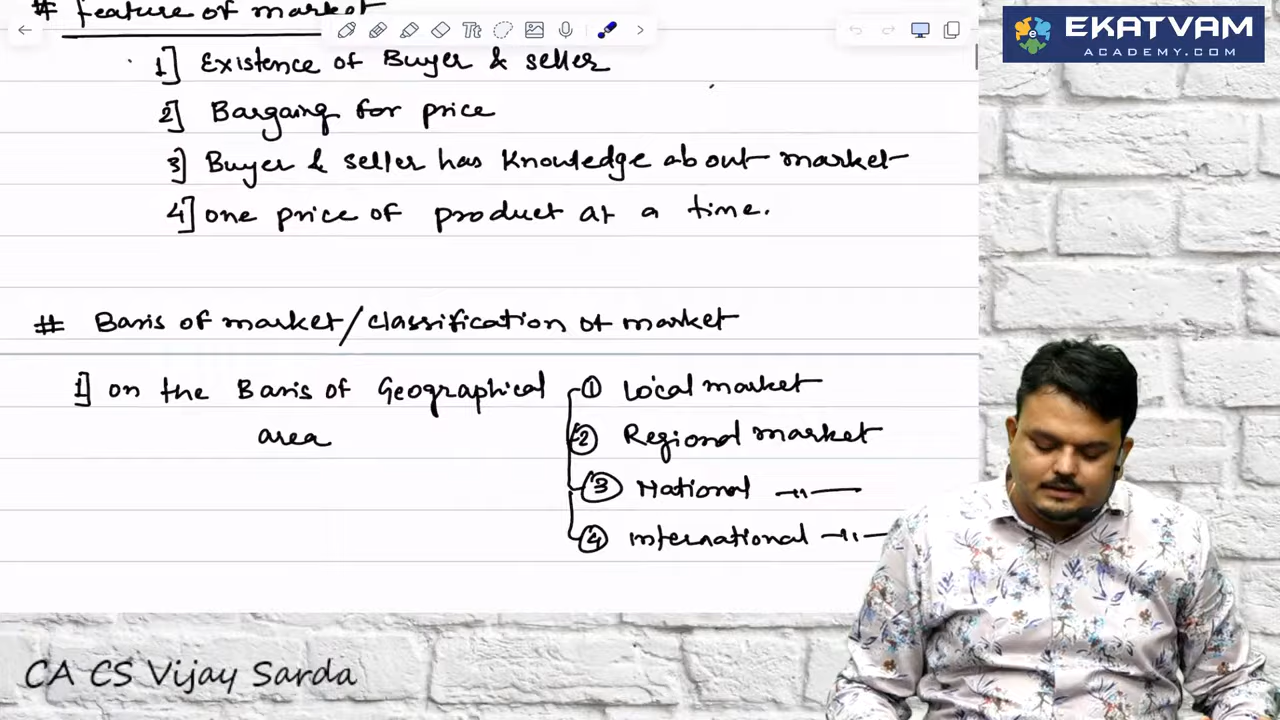 # feature of market
EKATVAM
ACADEMY.COM
1] Existence of Buyer & seller
2] Bargaing for price
3] Buyer & seller has Knowledge about market
4] one price of product at a time.
# Basis of market/classification of market
1] on the Basis of Geographical area
① Local market
② Regional market
③ National —"—
④ international —"—
CA CS Vijay Sarda